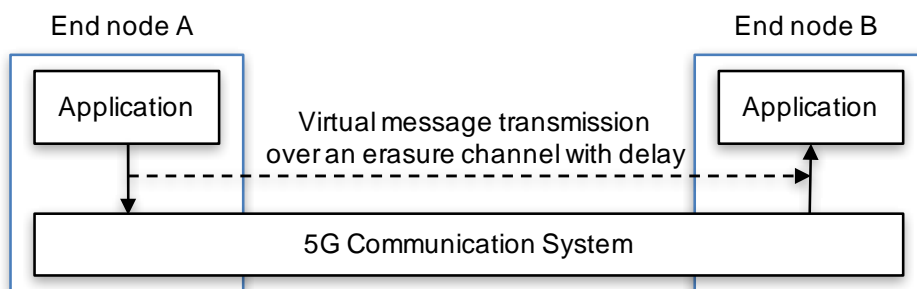 End node A
End node B
Application
Application
Virtual message transmission
over an erasure channel with delay
5G Communication System